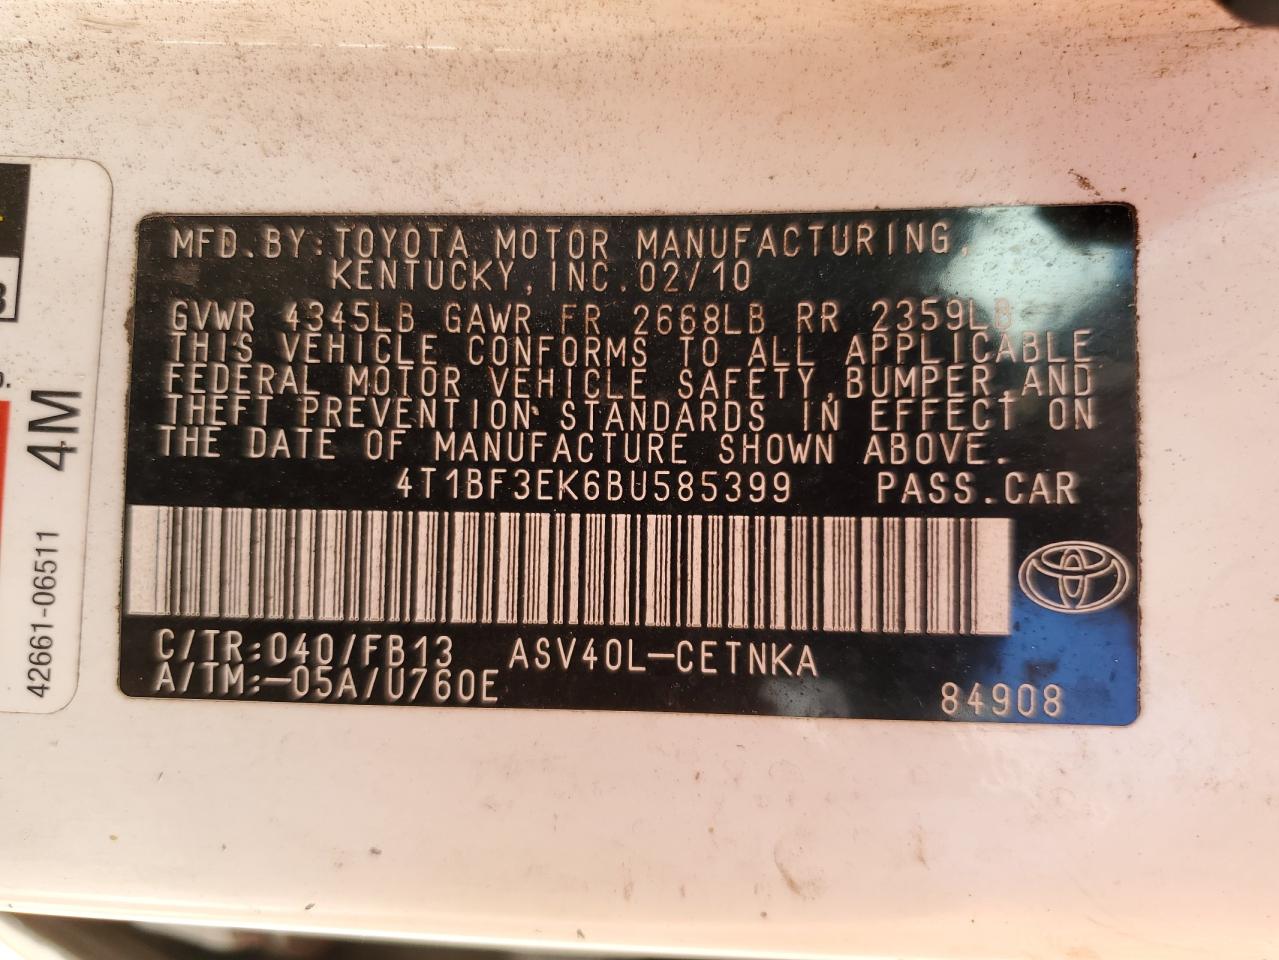 MFD.BY:TOYOTA MOTOR MANUFACTURING,
KENTUCKY,INC.02/10
GVWR 4345LB GAWR FR 2668LB RR 2359LB
THIS VEHICLE CONFORMS TO ALL APPLICABLE
FEDERAL MOTOR VEHICLE SAFETY,BUMPER,AND
THEFT PREVENTION STANDARDS IN EFFECT ON
THE DATE OF MANUFACTURE SHOWN ABOVE.
4T1BF3EK6BU585399 PASS.CAR
C/TR:040/FB13 ASV40L-CETNKA
A/TM:-05A/U760E
84908
4M
42661-06511